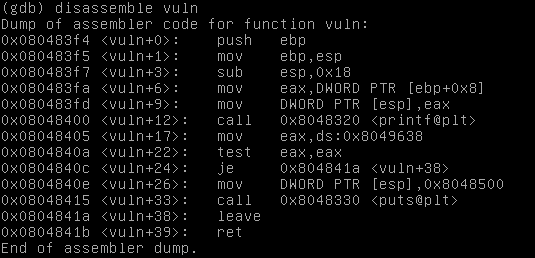 (gdb) disassemble vuln
Dump of assembler code for function vuln:
0x080483f4 <vuln+0>:    push   ebp
0x080483f5 <vuln+1>:    mov    ebp,esp
0x080483f7 <vuln+3>:    sub    esp,0x18
0x080483fa <vuln+6>:    mov    eax,DWORD PTR [ebp+0x8]
0x080483fd <vuln+9>:    mov    DWORD PTR [esp],eax
0x08048400 <vuln+12>:   call   0x8048320 <printf@plt>
0x08048405 <vuln+17>:   mov    eax,ds:0x8049638
0x0804840a <vuln+22>:   test   eax,eax
0x0804840c <vuln+24>:   je     0x804841a <vuln+38>
0x0804840e <vuln+26>:   mov    DWORD PTR [esp],0x8048500
0x08048415 <vuln+33>:   call   0x8048330 <puts@plt>
0x0804841a <vuln+38>:   leave
0x0804841b <vuln+39>:   ret
End of assembler dump.